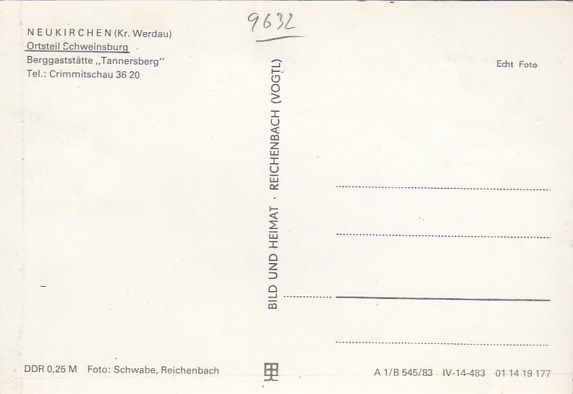 9632
NEUKIRCHEN (Kr. Werdau)
Ortsteil Schweinsburg
Berggaststätte „Tannersberg"
Tel.: Crimmitschau 36 20
Echt Foto
BILD UND HEIMAT · REICHENBACH (VOGTL)
DDR 0,25 M Foto: Schwabe, Reichenbach
A 1/B 545/83 IV-14-483 01 14 19 177